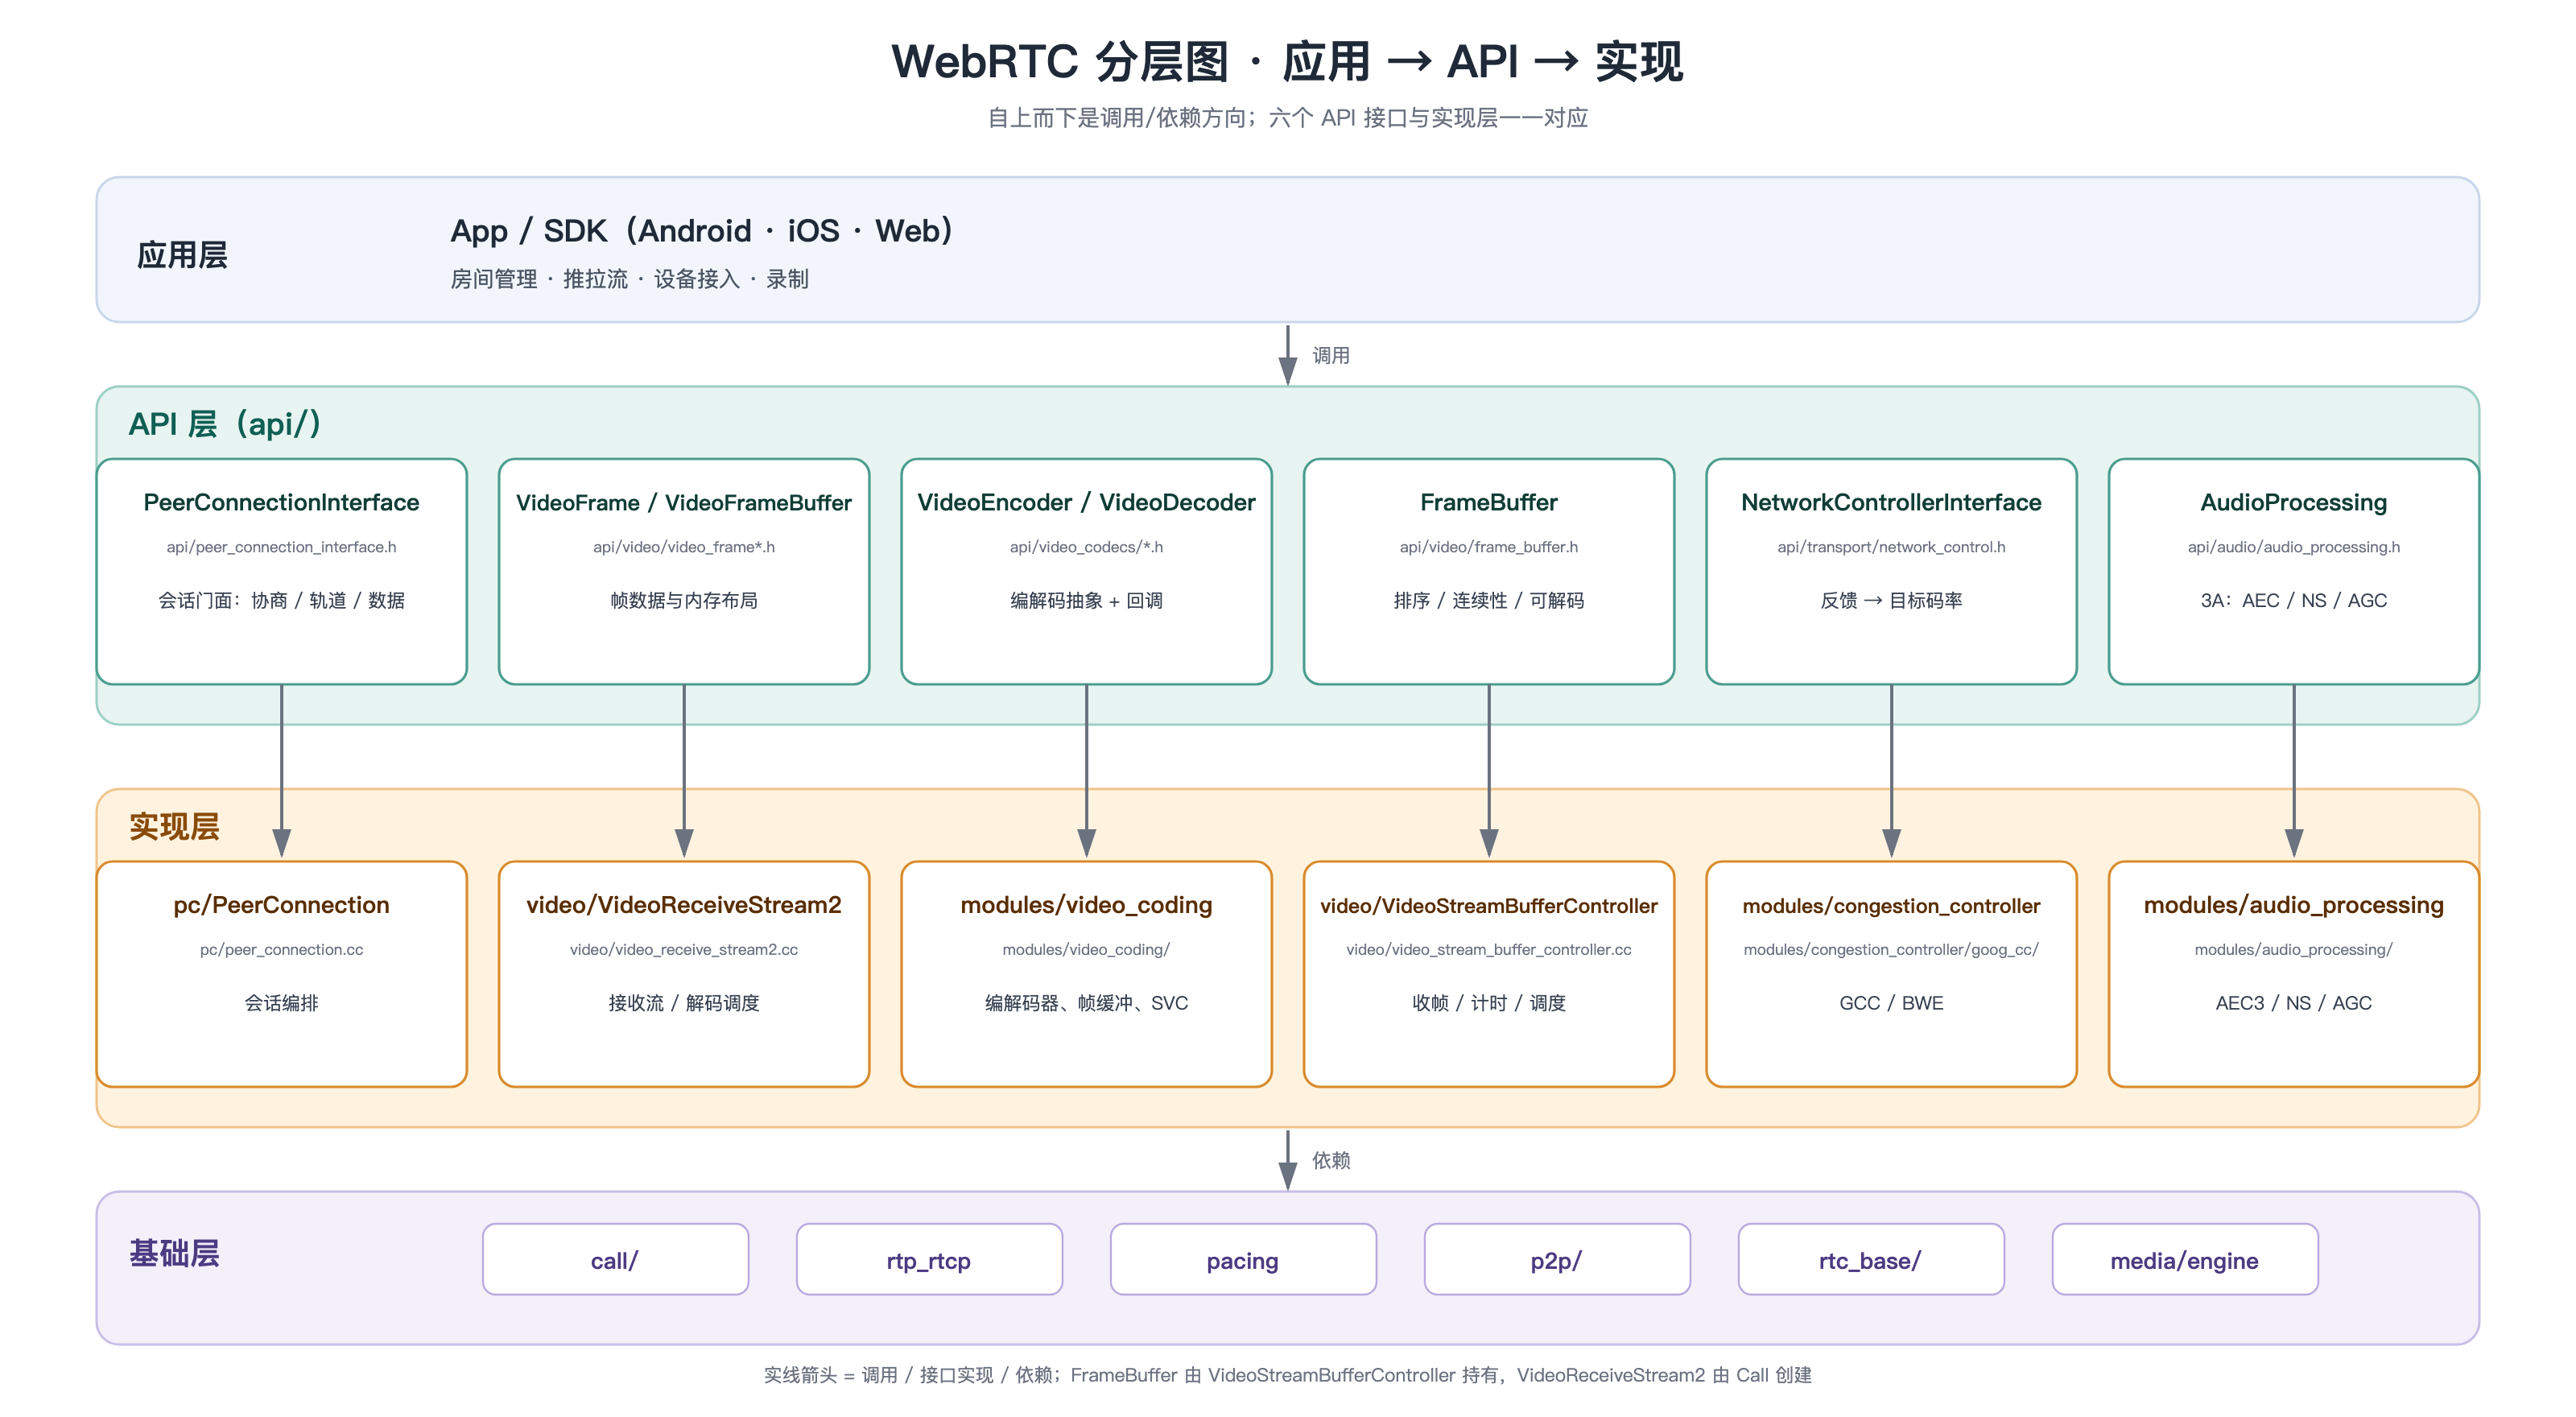 WebRTC 分层图 · 应用 → API → 实现
自上而下是调用/依赖方向；六个 API 接口与实现层一一对应
应用层
App / SDK（Android · iOS · Web）
房间管理 · 推拉流 · 设备接入 · 录制
调用
API 层（api/）
PeerConnectionInterface
api/peer_connection_interface.h
会话门面：协商 / 轨道 / 数据
VideoFrame / VideoFrameBuffer
api/video/video_frame*.h
帧数据与内存布局
VideoEncoder / VideoDecoder
api/video_codecs/*.h
编解码抽象 + 回调
FrameBuffer
api/video/frame_buffer.h
排序 / 连续性 / 可解码
NetworkControllerInterface
api/transport/network_control.h
反馈 → 目标码率
AudioProcessing
api/audio/audio_processing.h
3A：AEC / NS / AGC
实现层
pc/PeerConnection
pc/peer_connection.cc
会话编排
video/VideoReceiveStream2
video/video_receive_stream2.cc
接收流 / 解码调度
modules/video_coding
modules/video_coding/
编解码器、帧缓冲、SVC
video/VideoStreamBufferController
video/video_stream_buffer_controller.cc
收帧 / 计时 / 调度
modules/congestion_controller
modules/congestion_controller/goog_cc/
GCC / BWE
modules/audio_processing
modules/audio_processing/
AEC3 / NS / AGC
依赖
基础层
call/
rtp_rtcp
pacing
p2p/
rtc_base/
media/engine
实线箭头 = 调用 / 接口实现 / 依赖；FrameBuffer 由 VideoStreamBufferController 持有，VideoReceiveStream2 由 Call 创建